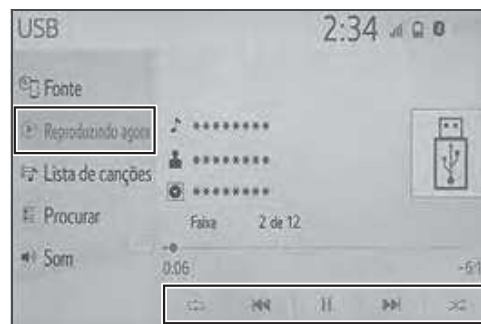 USB 2:34
Fonte
Reproduzindo agora
Lista de canções
Procurar
Som
********
********
********
Faixa 2 de 12
0:06